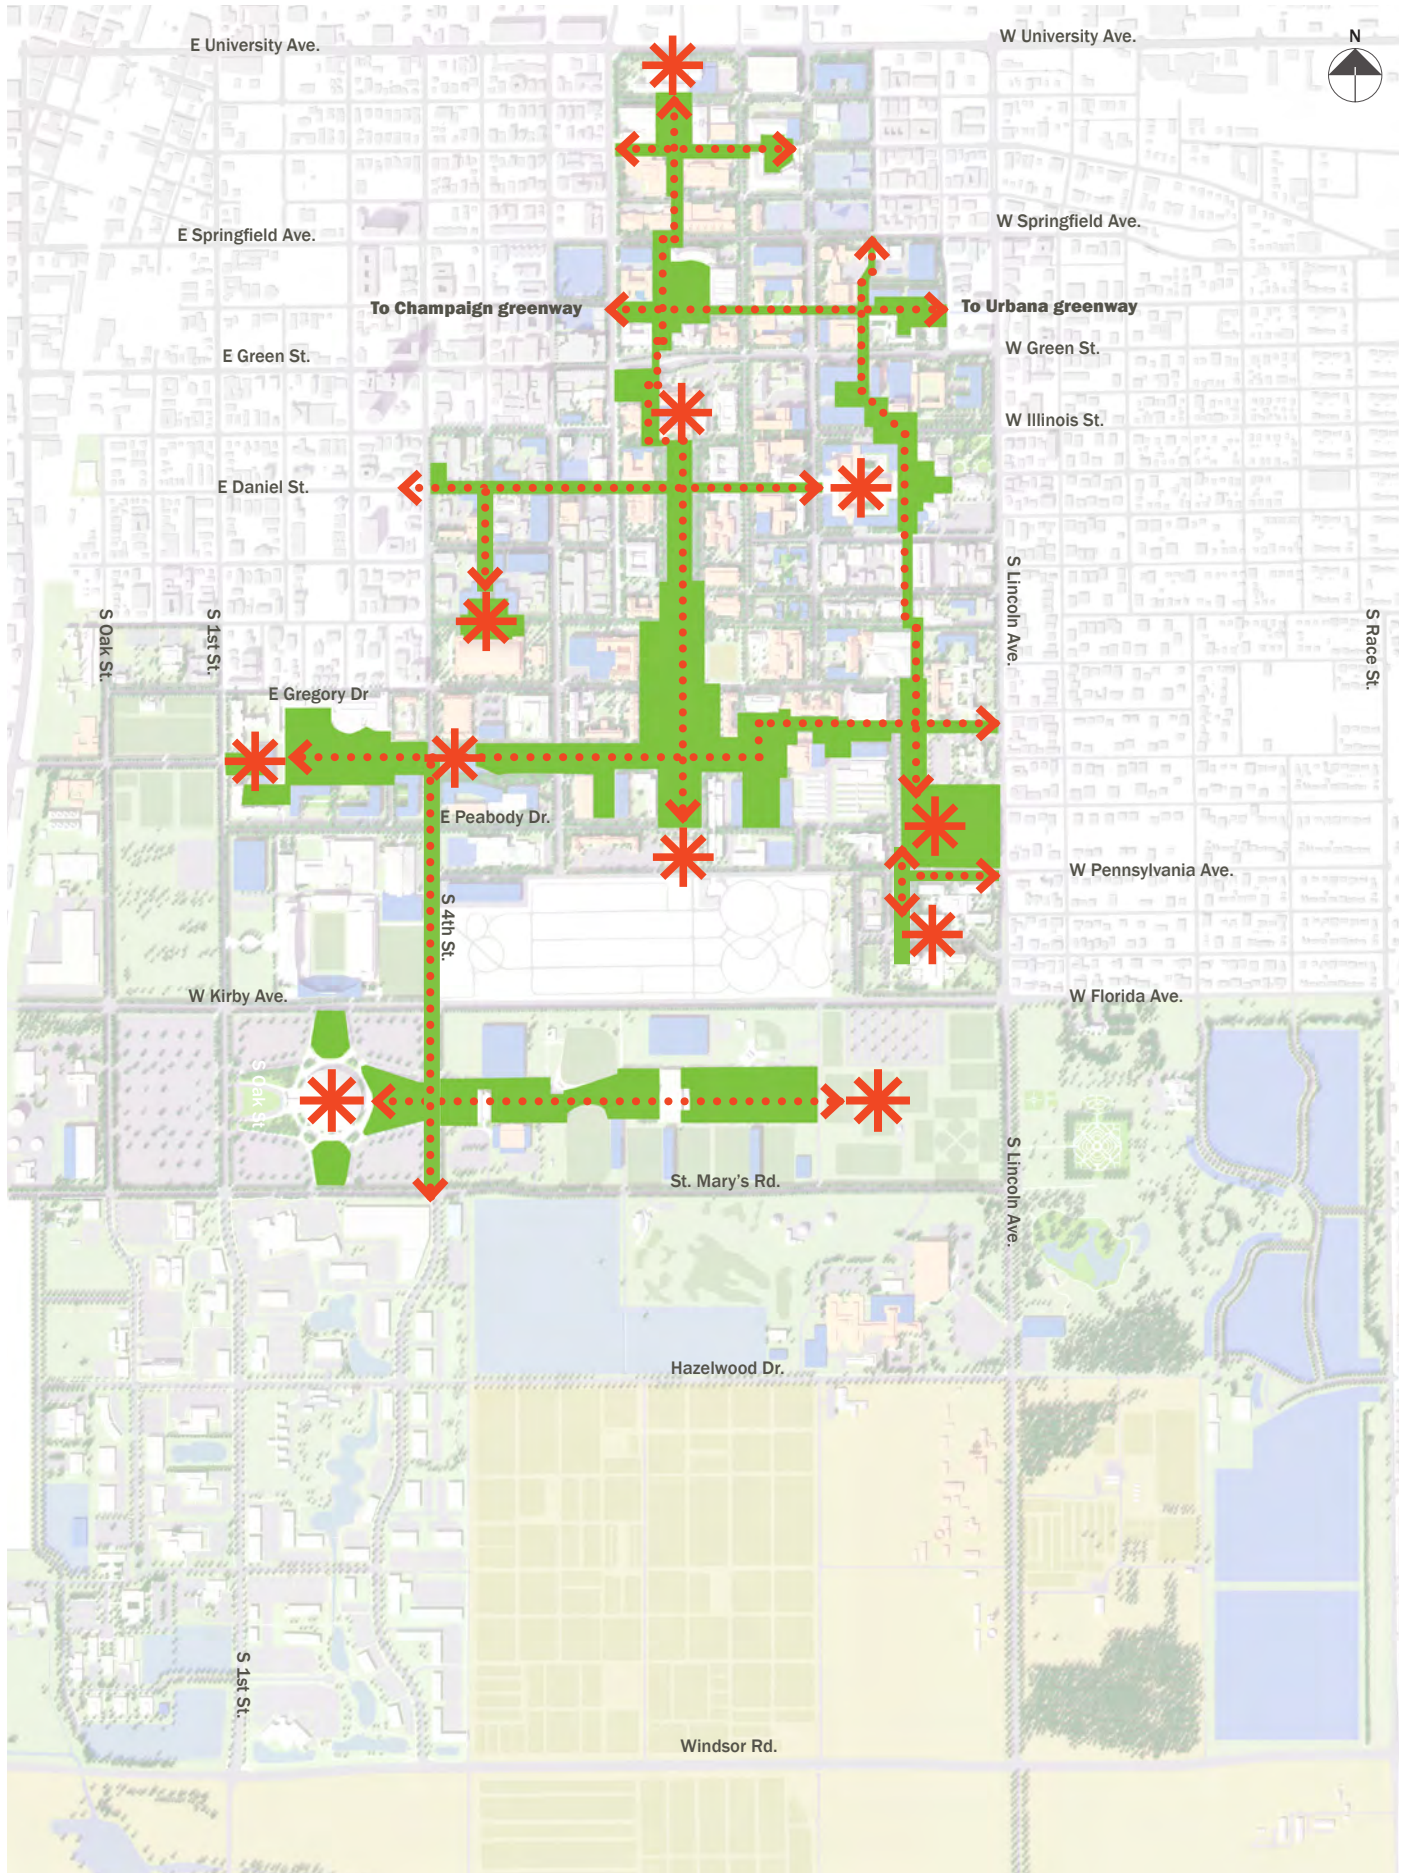 W University Ave.
N
E University Ave.
W Springfield Ave.
E Springfield Ave.
To Champaign greenway
To Urbana greenway
W Green St.
E Green St.
W Illinois St.
E Daniel St.
S Lincoln Ave.
S Oak St.
S 1st St.
S Race St.
E Gregory Dr
E Peabody Dr.
W Pennsylvania Ave.
S 4th St.
W Kirby Ave.
W Florida Ave.
S Oak St.
S Lincoln Ave.
St. Mary's Rd.
Hazelwood Dr.
S 1st St.
Windsor Rd.